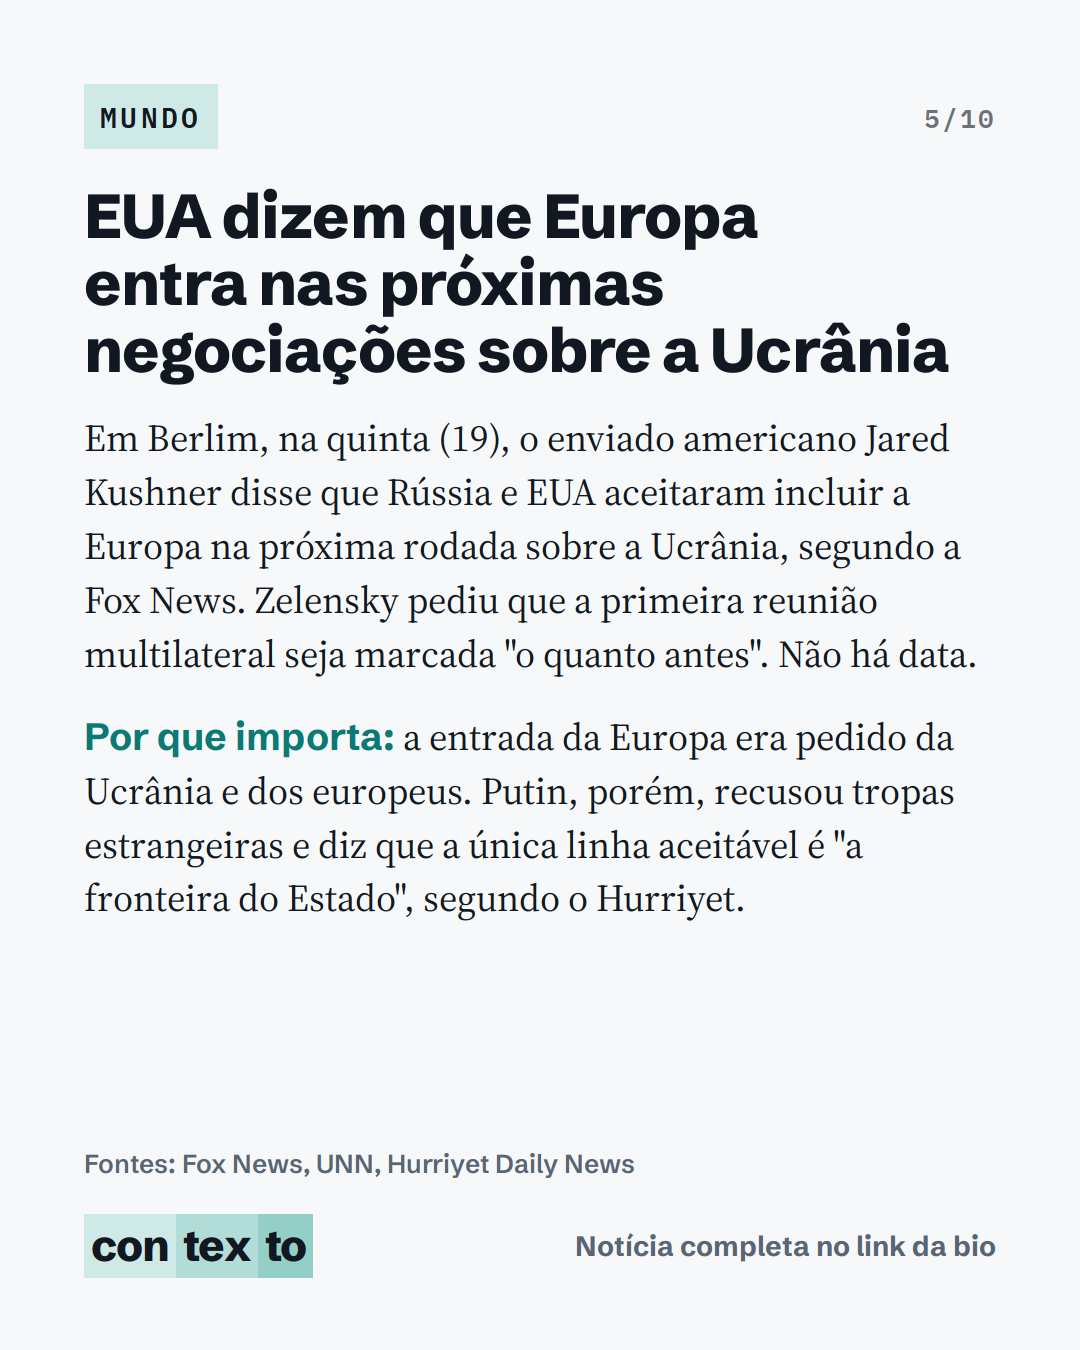 MUNDO
5/10
EUA dizem que Europa
entra nas próximas
negociações sobre a Ucrânia
Em Berlim, na quinta (19), o enviado americano Jared
Kushner disse que Rússia e EUA aceitaram incluir a
Europa na próxima rodada sobre a Ucrânia, segundo a
Fox News. Zelensky pediu que a primeira reunião
multilateral seja marcada "o quanto antes". Não há data.
Por que importa: a entrada da Europa era pedido da
Ucrânia e dos europeus. Putin, porém, recusou tropas
estrangeiras e diz que a única linha aceitável é "a
fronteira do Estado", segundo o Hurriyet.
Fontes: Fox News, UNN, Hurriyet Daily News
contexto
Notícia completa no link da bio